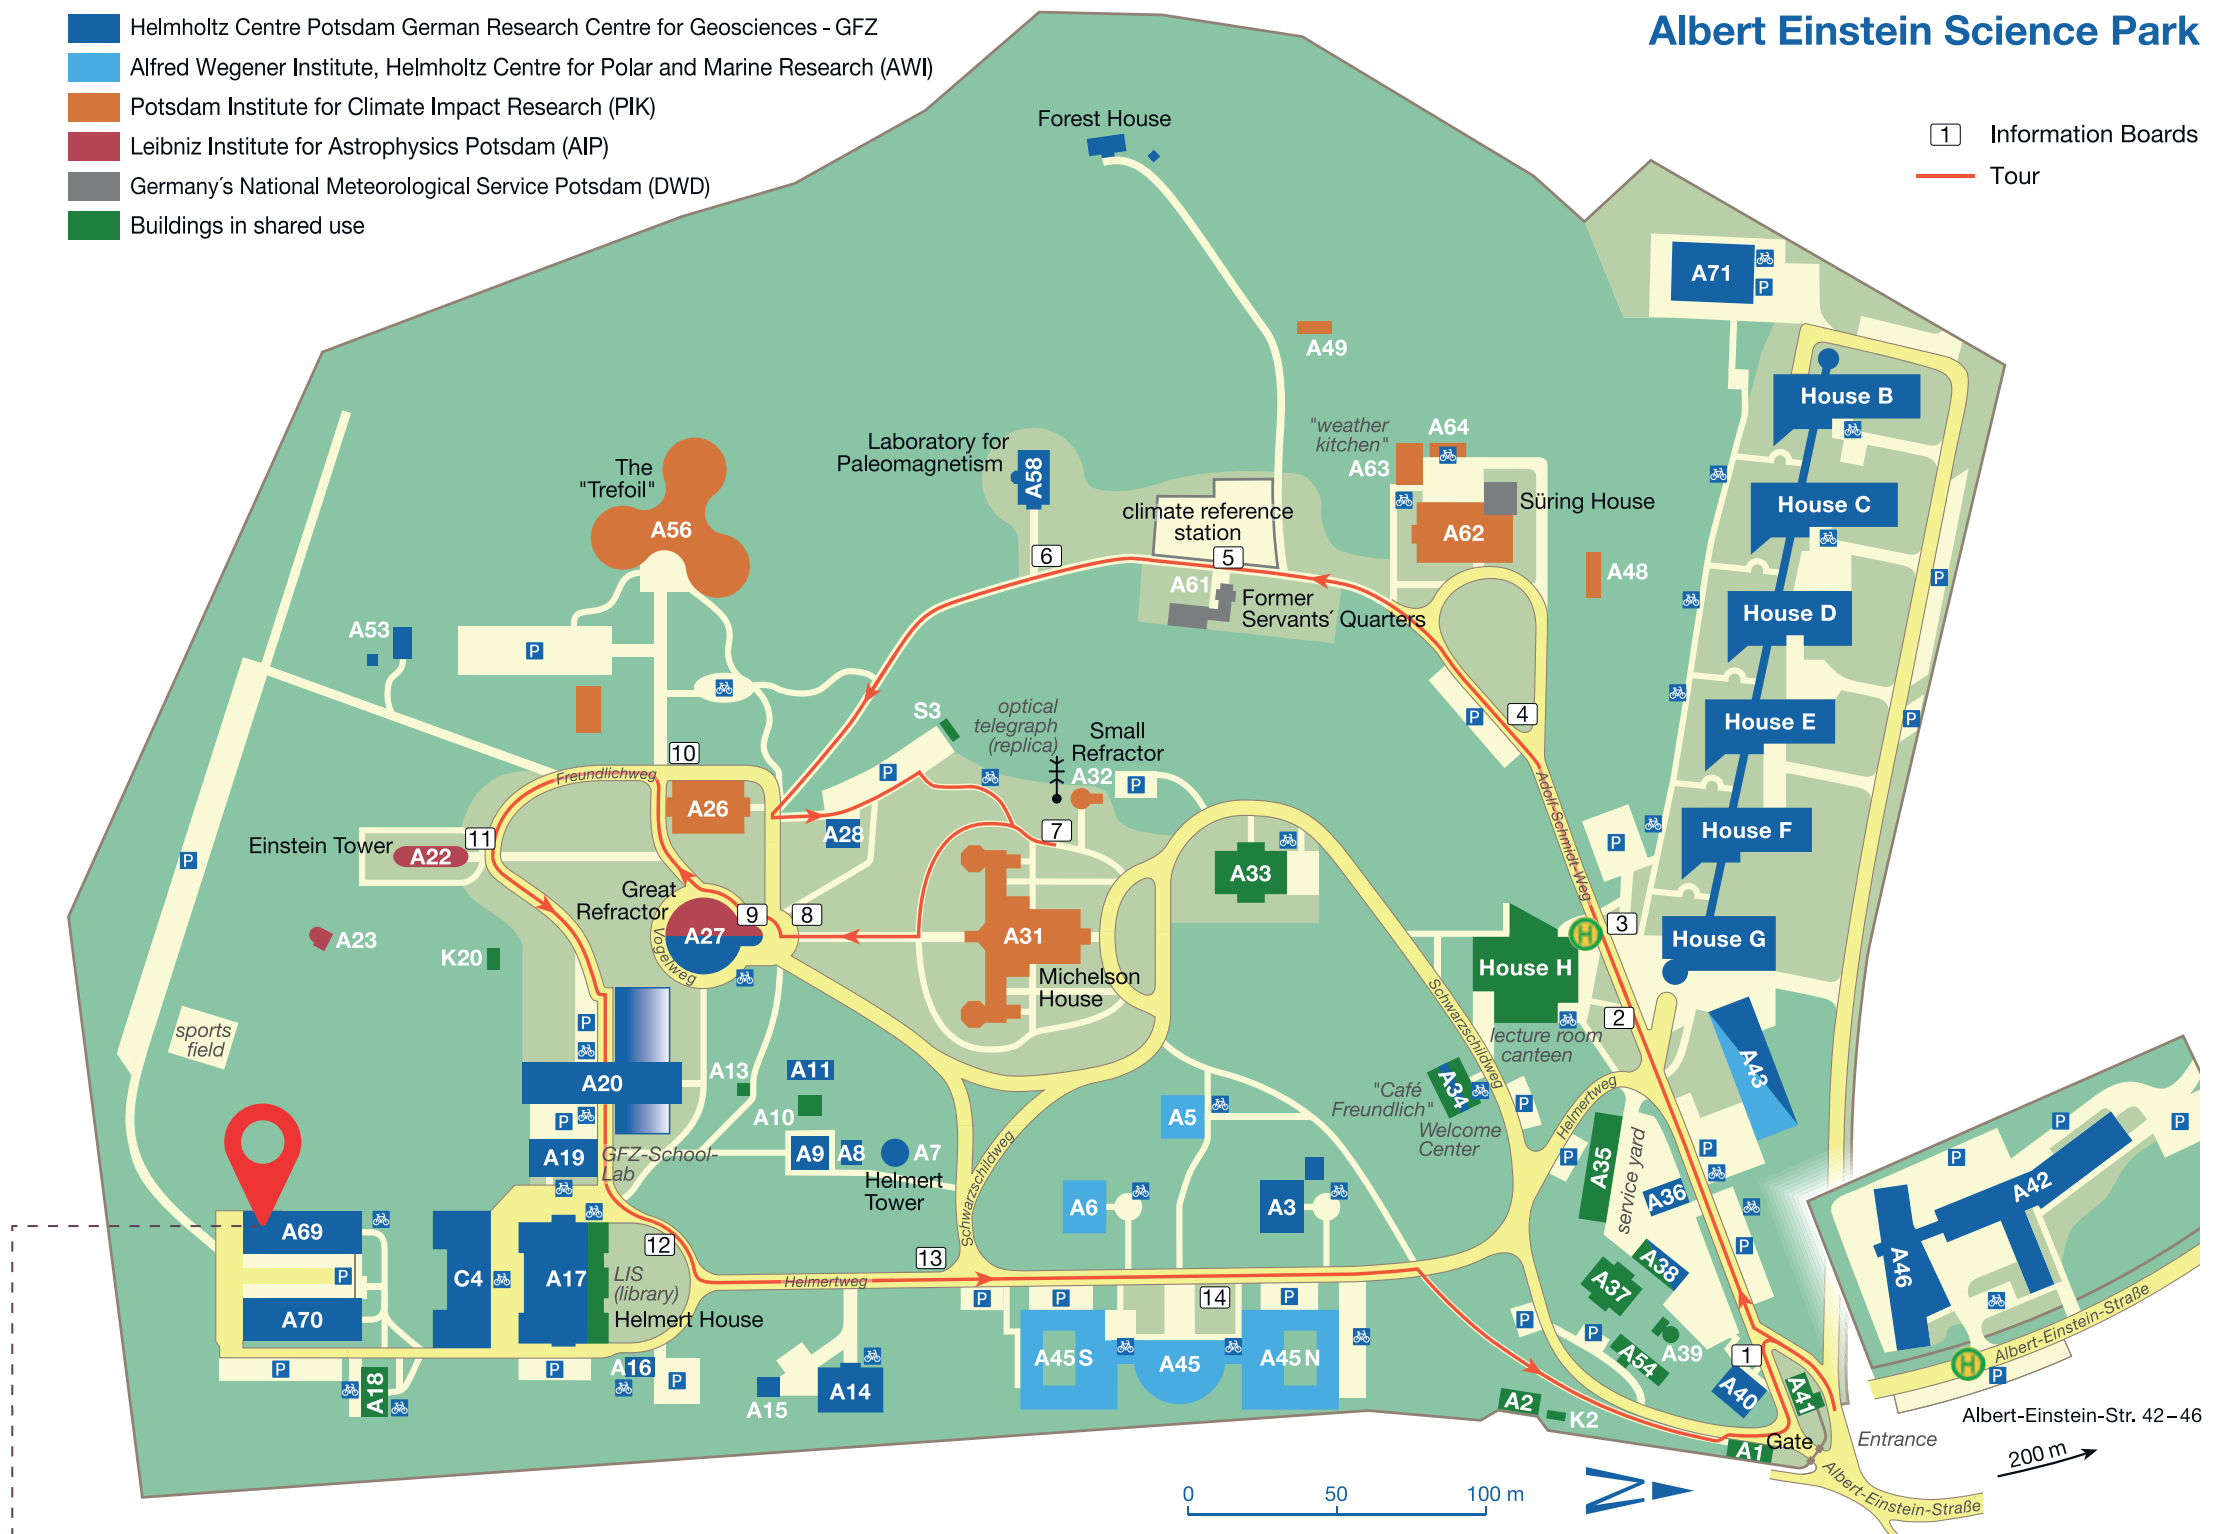 Helmholtz Centre Potsdam German Research Centre for Geosciences - GFZ
Alfred Wegener Institute, Helmholtz Centre for Polar and Marine Research (AWI)
Potsdam Institute for Climate Impact Research (PIK)
Leibniz Institute for Astrophysics Potsdam (AIP)
Germany´s National Meteorological Service Potsdam (DWD)
Buildings in shared use
Albert Einstein Science Park
1 Information Boards
Tour
Forest House
A71
P
A49
House B
"weather
kitchen"
A64
A63
Laboratory for
Paleomagnetism
A58
The
"Trefoil"
A56
climate reference
station
Süring House
A62
House C
6
5
A61
Former
Servants´ Quarters
A48
P
House D
A53
P
S3
optical
telegraph
(replica)
Small
Refractor
A32
P
P
4
House E
P
10
Freundlichweg
A26
P
A28
7
Adolf-Schmidt-Weg
P
House F
Einstein Tower
A22
11
P
Great
Refractor
A27
9
8
Vogelweg
A31
Michelson
House
A33
3
H
House G
House H
lecture room
canteen
2
A23
K20
sports
field
P
A20
P
A19
GFZ-School-
Lab
A13
A11
A10
A9
A8
A7
Helmert
Tower
Schwarzschildweg
A5
A6
A3
Schwarzschildweg
"Café
Freundlich"
A34
Welcome
Center
P
Helmertweg
P
A35
service yard
A36
A43
P
P
A38
A37
A39
A54
P
P
A42
A46
P
P
P
H
P
Albert-Einstein-Straße
Albert-Einstein-Str. 42–46
A69
P
A70
C4
A17
LIS
(library)
Helmert House
12
13
Helmertweg
14
P
P
P
A45 S
A45
A45 N
P
A18
P
A16
P
A15
A14
A2
K2
A1
1
A40
A41
Gate
Entrance
200 m
Albert-Einstein-Straße
0 50 100 m
N